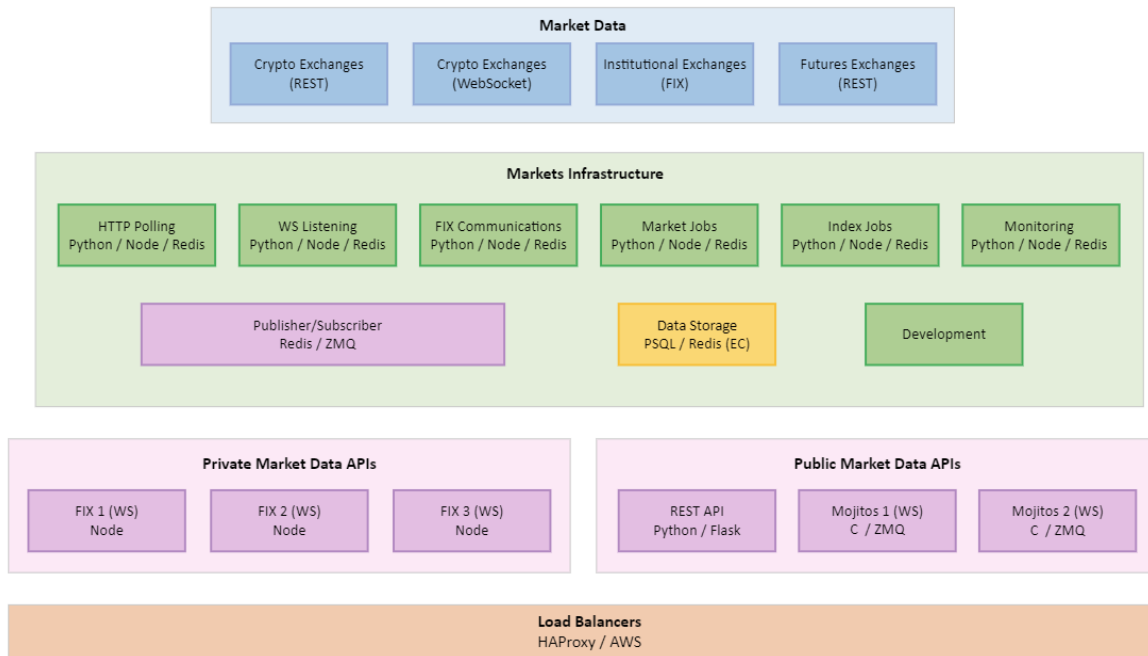 Market Data
Crypto Exchanges
(REST)
Crypto Exchanges
(WebSocket)
Institutional Exchanges
(FIX)
Futures Exchanges
(REST)
Markets Infrastructure
HTTP Polling
Python / Node / Redis
WS Listening
Python / Node / Redis
FIX Communications
Python / Node / Redis
Market Jobs
Python / Node / Redis
Index Jobs
Python / Node / Redis
Monitoring
Python / Node / Redis
Publisher/Subscriber
Redis / ZMQ
Data Storage
PSQL / Redis (EC)
Development
Private Market Data APIs
FIX 1 (WS)
Node
FIX 2 (WS)
Node
FIX 3 (WS)
Node
Public Market Data APIs
REST API
Python / Flask
Mojitos 1 (WS)
C / ZMQ
Mojitos 2 (WS)
C / ZMQ
Load Balancers
HAProxy / AWS